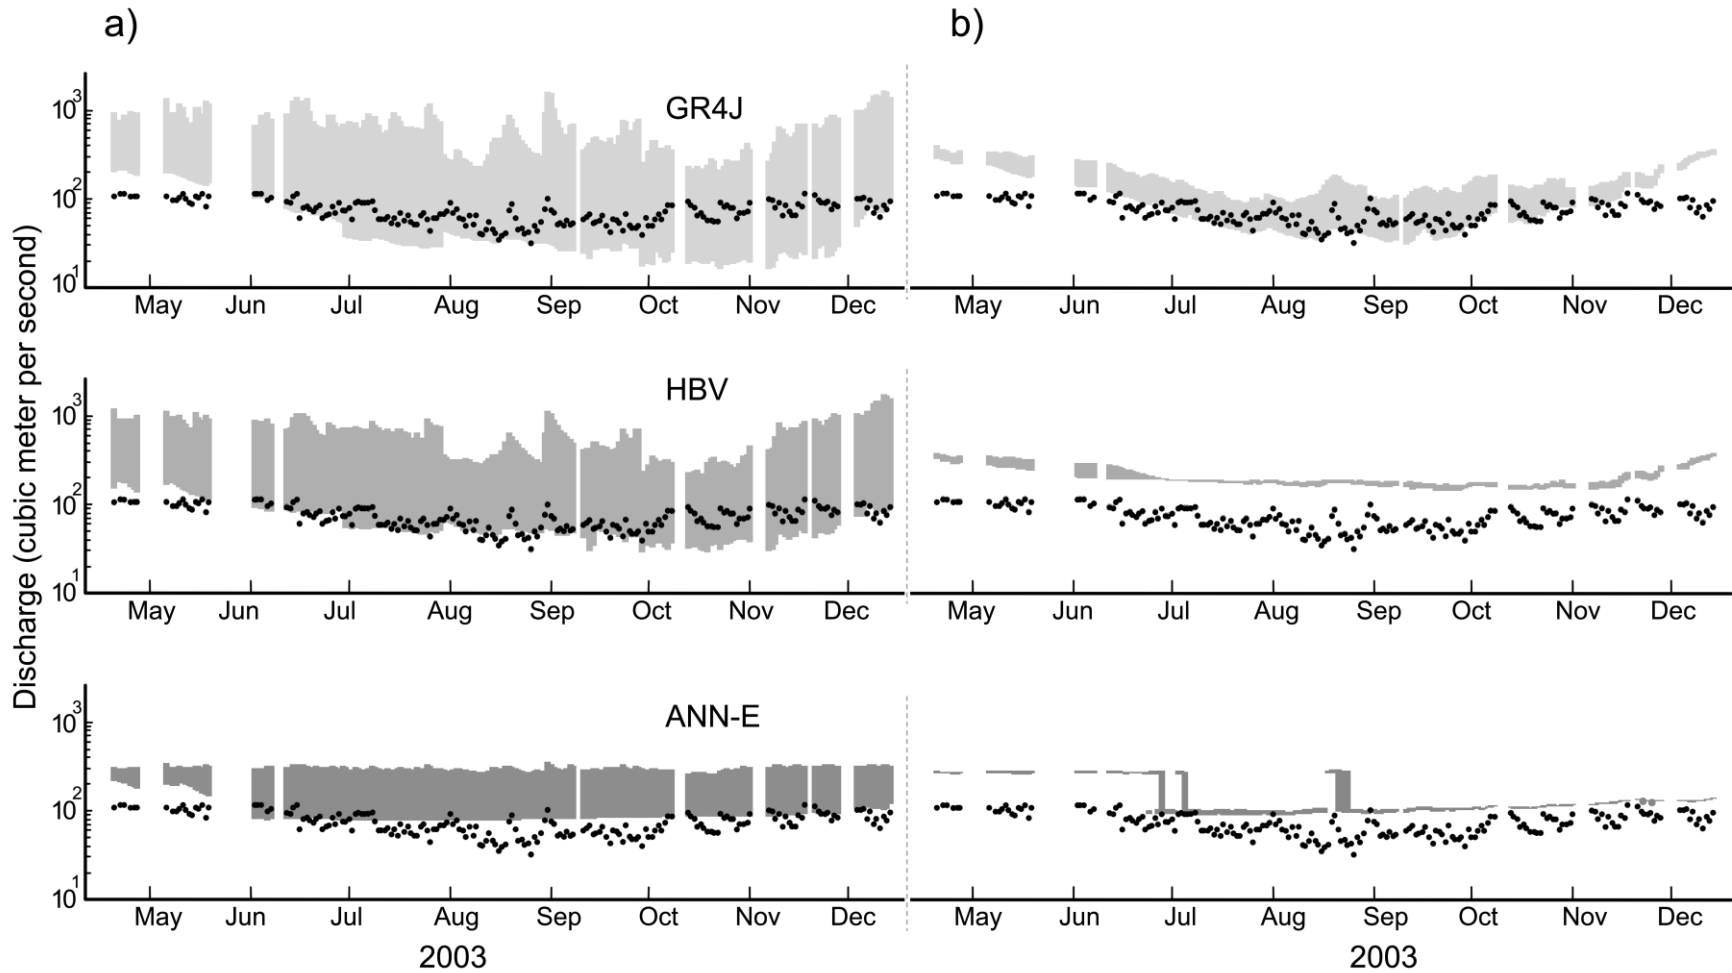 a) b)
GR4J
10³
10²
10¹
May Jun Jul Aug Sep Oct Nov Dec May Jun Jul Aug Sep Oct Nov Dec
Discharge (cubic meter per second)
HBV
10³
10²
10¹
May Jun Jul Aug Sep Oct Nov Dec May Jun Jul Aug Sep Oct Nov Dec
ANN-E
10³
10²
10¹
May Jun Jul Aug Sep Oct Nov Dec May Jun Jul Aug Sep Oct Nov Dec
2003 2003